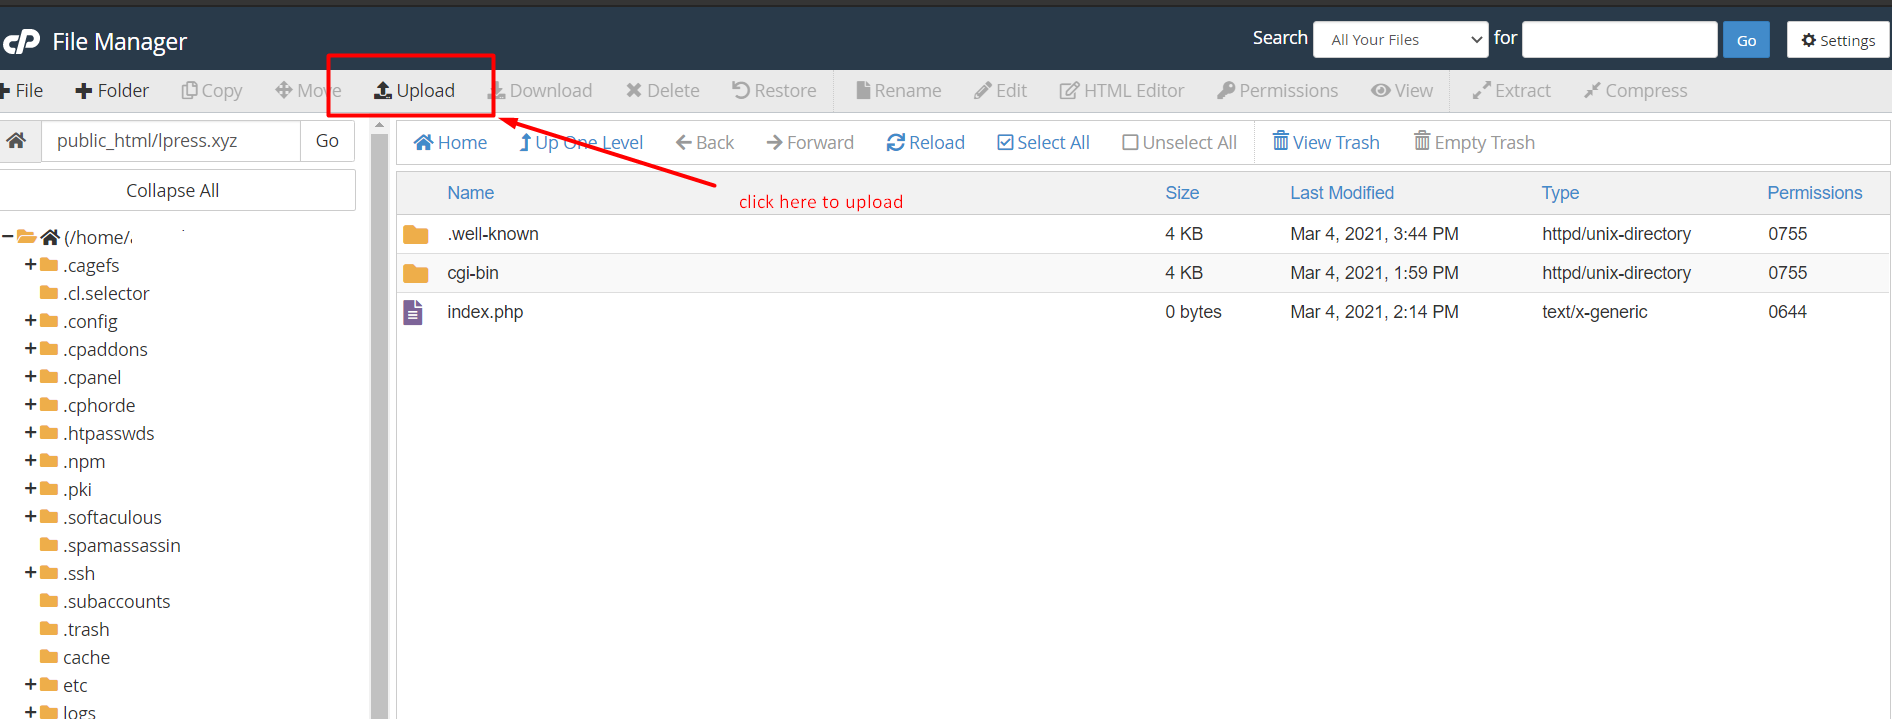 cP File Manager
Search All Your Files for Go Settings
File Folder Copy Move Upload Download Delete Restore Rename Edit HTML Editor Permissions View Extract Compress
public_html/lpress.xyz Go
Home Up One Level Back Forward Reload Select All Unselect All View Trash Empty Trash
Collapse All
click here to upload
Name Size Last Modified Type Permissions
.well-known 4 KB Mar 4, 2021, 3:44 PM httpd/unix-directory 0755
cgi-bin 4 KB Mar 4, 2021, 1:59 PM httpd/unix-directory 0755
index.php 0 bytes Mar 4, 2021, 2:14 PM text/x-generic 0644
(/home/
.cagefs
.cl.selector
.config
.cpaddons
.cpanel
.cphorde
.htpasswds
.npm
.pki
.softaculous
.spamassassin
.ssh
.subaccounts
.trash
cache
etc
logs